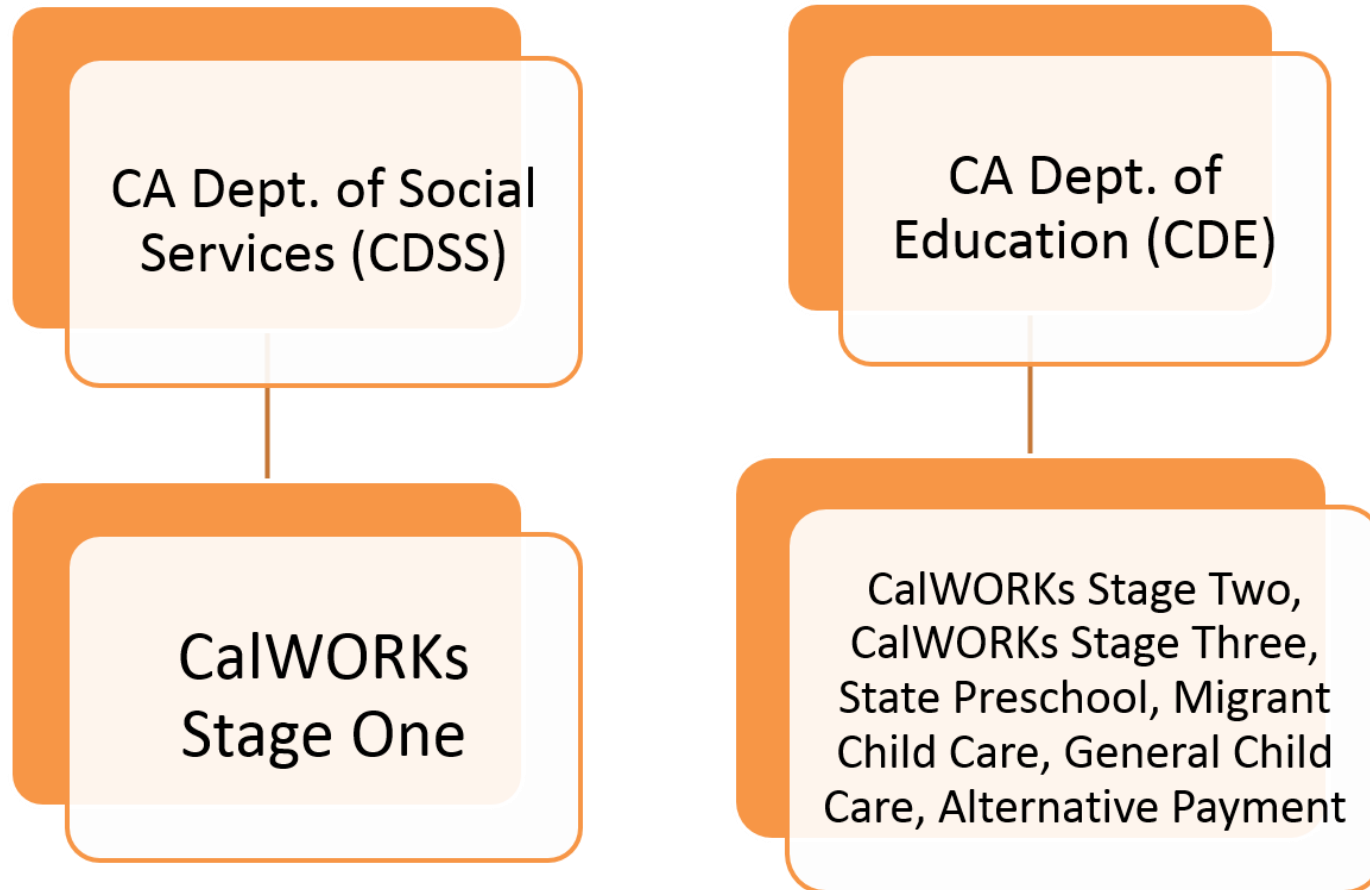 CA Dept. of Social
Services (CDSS)
CA Dept. of
Education (CDE)
CalWORKs
Stage One
CalWORKs Stage Two,
CalWORKs Stage Three,
State Preschool, Migrant
Child Care, General Child
Care, Alternative Payment